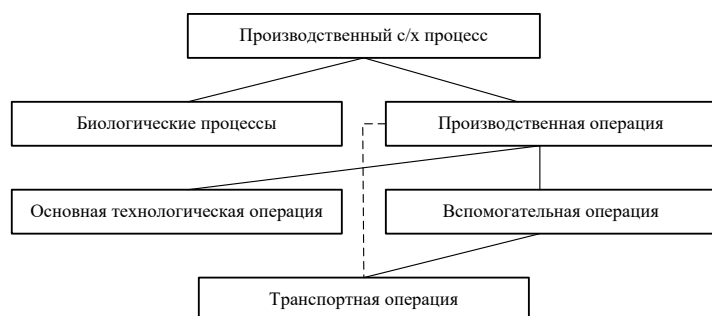 Производственный с/х процесс
Биологические процессы
Производственная операция
Основная технологическая операция
Вспомогательная операция
Транспортная операция